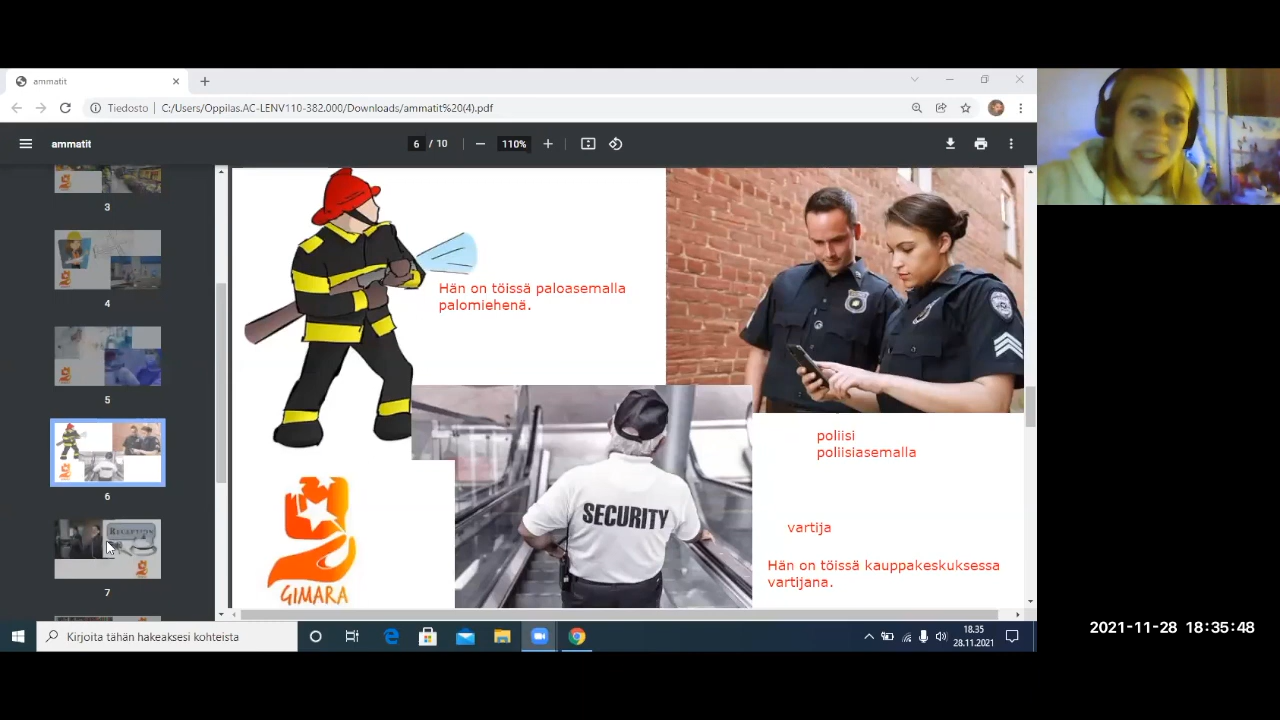 ammatit
Tiedosto
C:/Users/Oppilas.AC-LENV110-382.000/Downloads/ammatit%20(4).pdf
ammatit
6 / 10
110%
3
4
5
6
7
Hän on töissä paloasemalla
palomiehenä.
poliisi
poliisiasemalla
SECURITY
vartija
Hän on töissä kauppakeskuksessa
vartijana.
GIMARA
Kirjoita tähän hakeaksesi kohteista
18.35
28.11.2021
2021-11-28 18:35:48